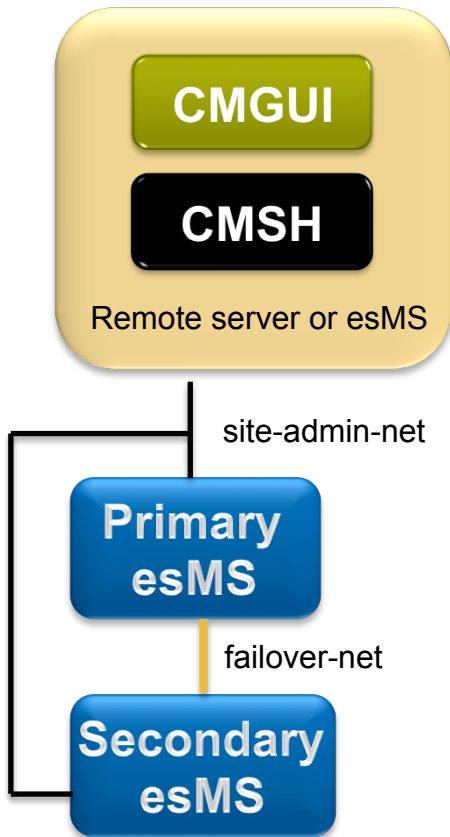 CMGUI
CMSH
Remote server or esMS
site-admin-net
Primary
esMS
failover-net
Secondary
esMS